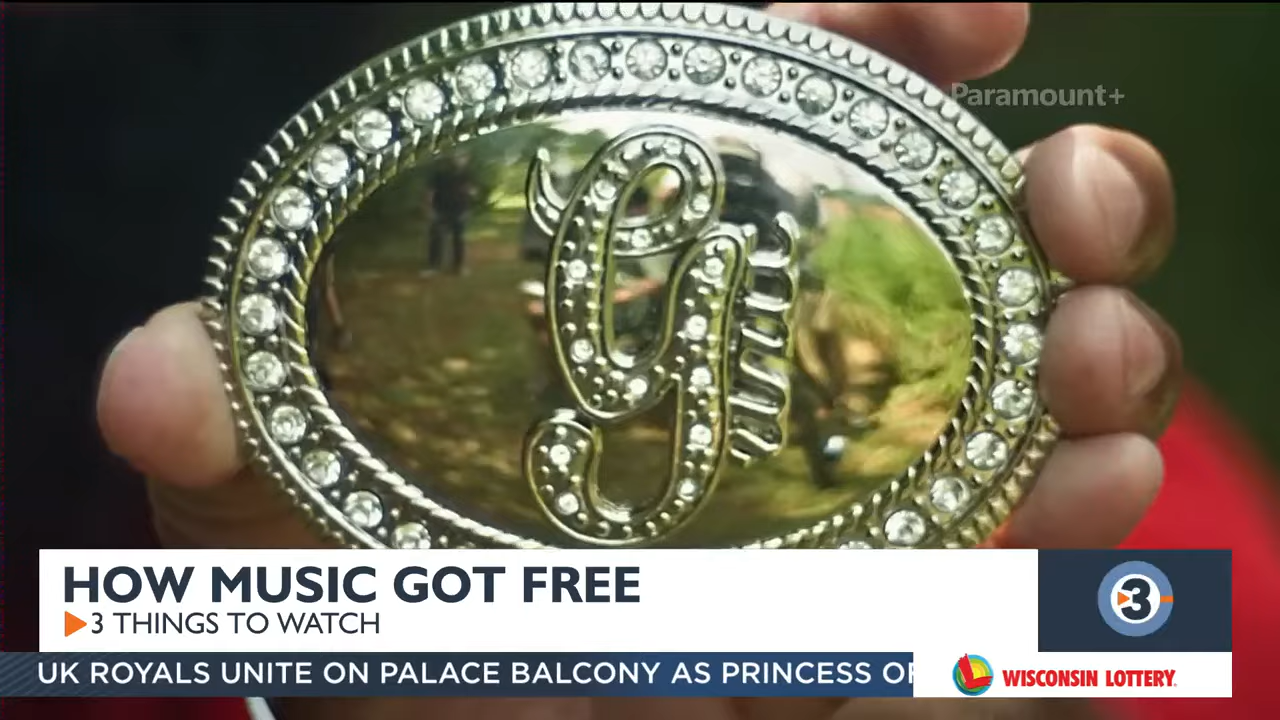 Paramount+
G
HOW MUSIC GOT FREE
3 THINGS TO WATCH
3
UK ROYALS UNITE ON PALACE BALCONY AS PRINCESS OF
WISCONSIN LOTTERY